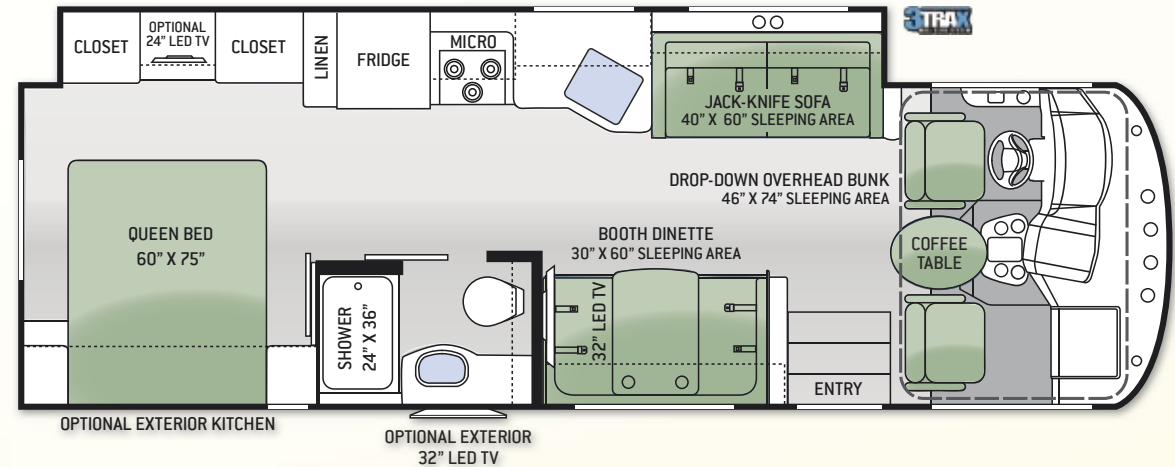 CLOSET
OPTIONAL
24" LED TV
CLOSET
LINEN
FRIDGE
MICRO
3TRAX
JACK-KNIFE SOFA
40" X 60" SLEEPING AREA
DROP-DOWN OVERHEAD BUNK
46" X 74" SLEEPING AREA
QUEEN BED
60" X 75"
BOOTH DINETTE
30" X 60" SLEEPING AREA
COFFEE
TABLE
SHOWER
24" X 36"
32" LED TV
ENTRY
OPTIONAL EXTERIOR KITCHEN
OPTIONAL EXTERIOR
32" LED TV